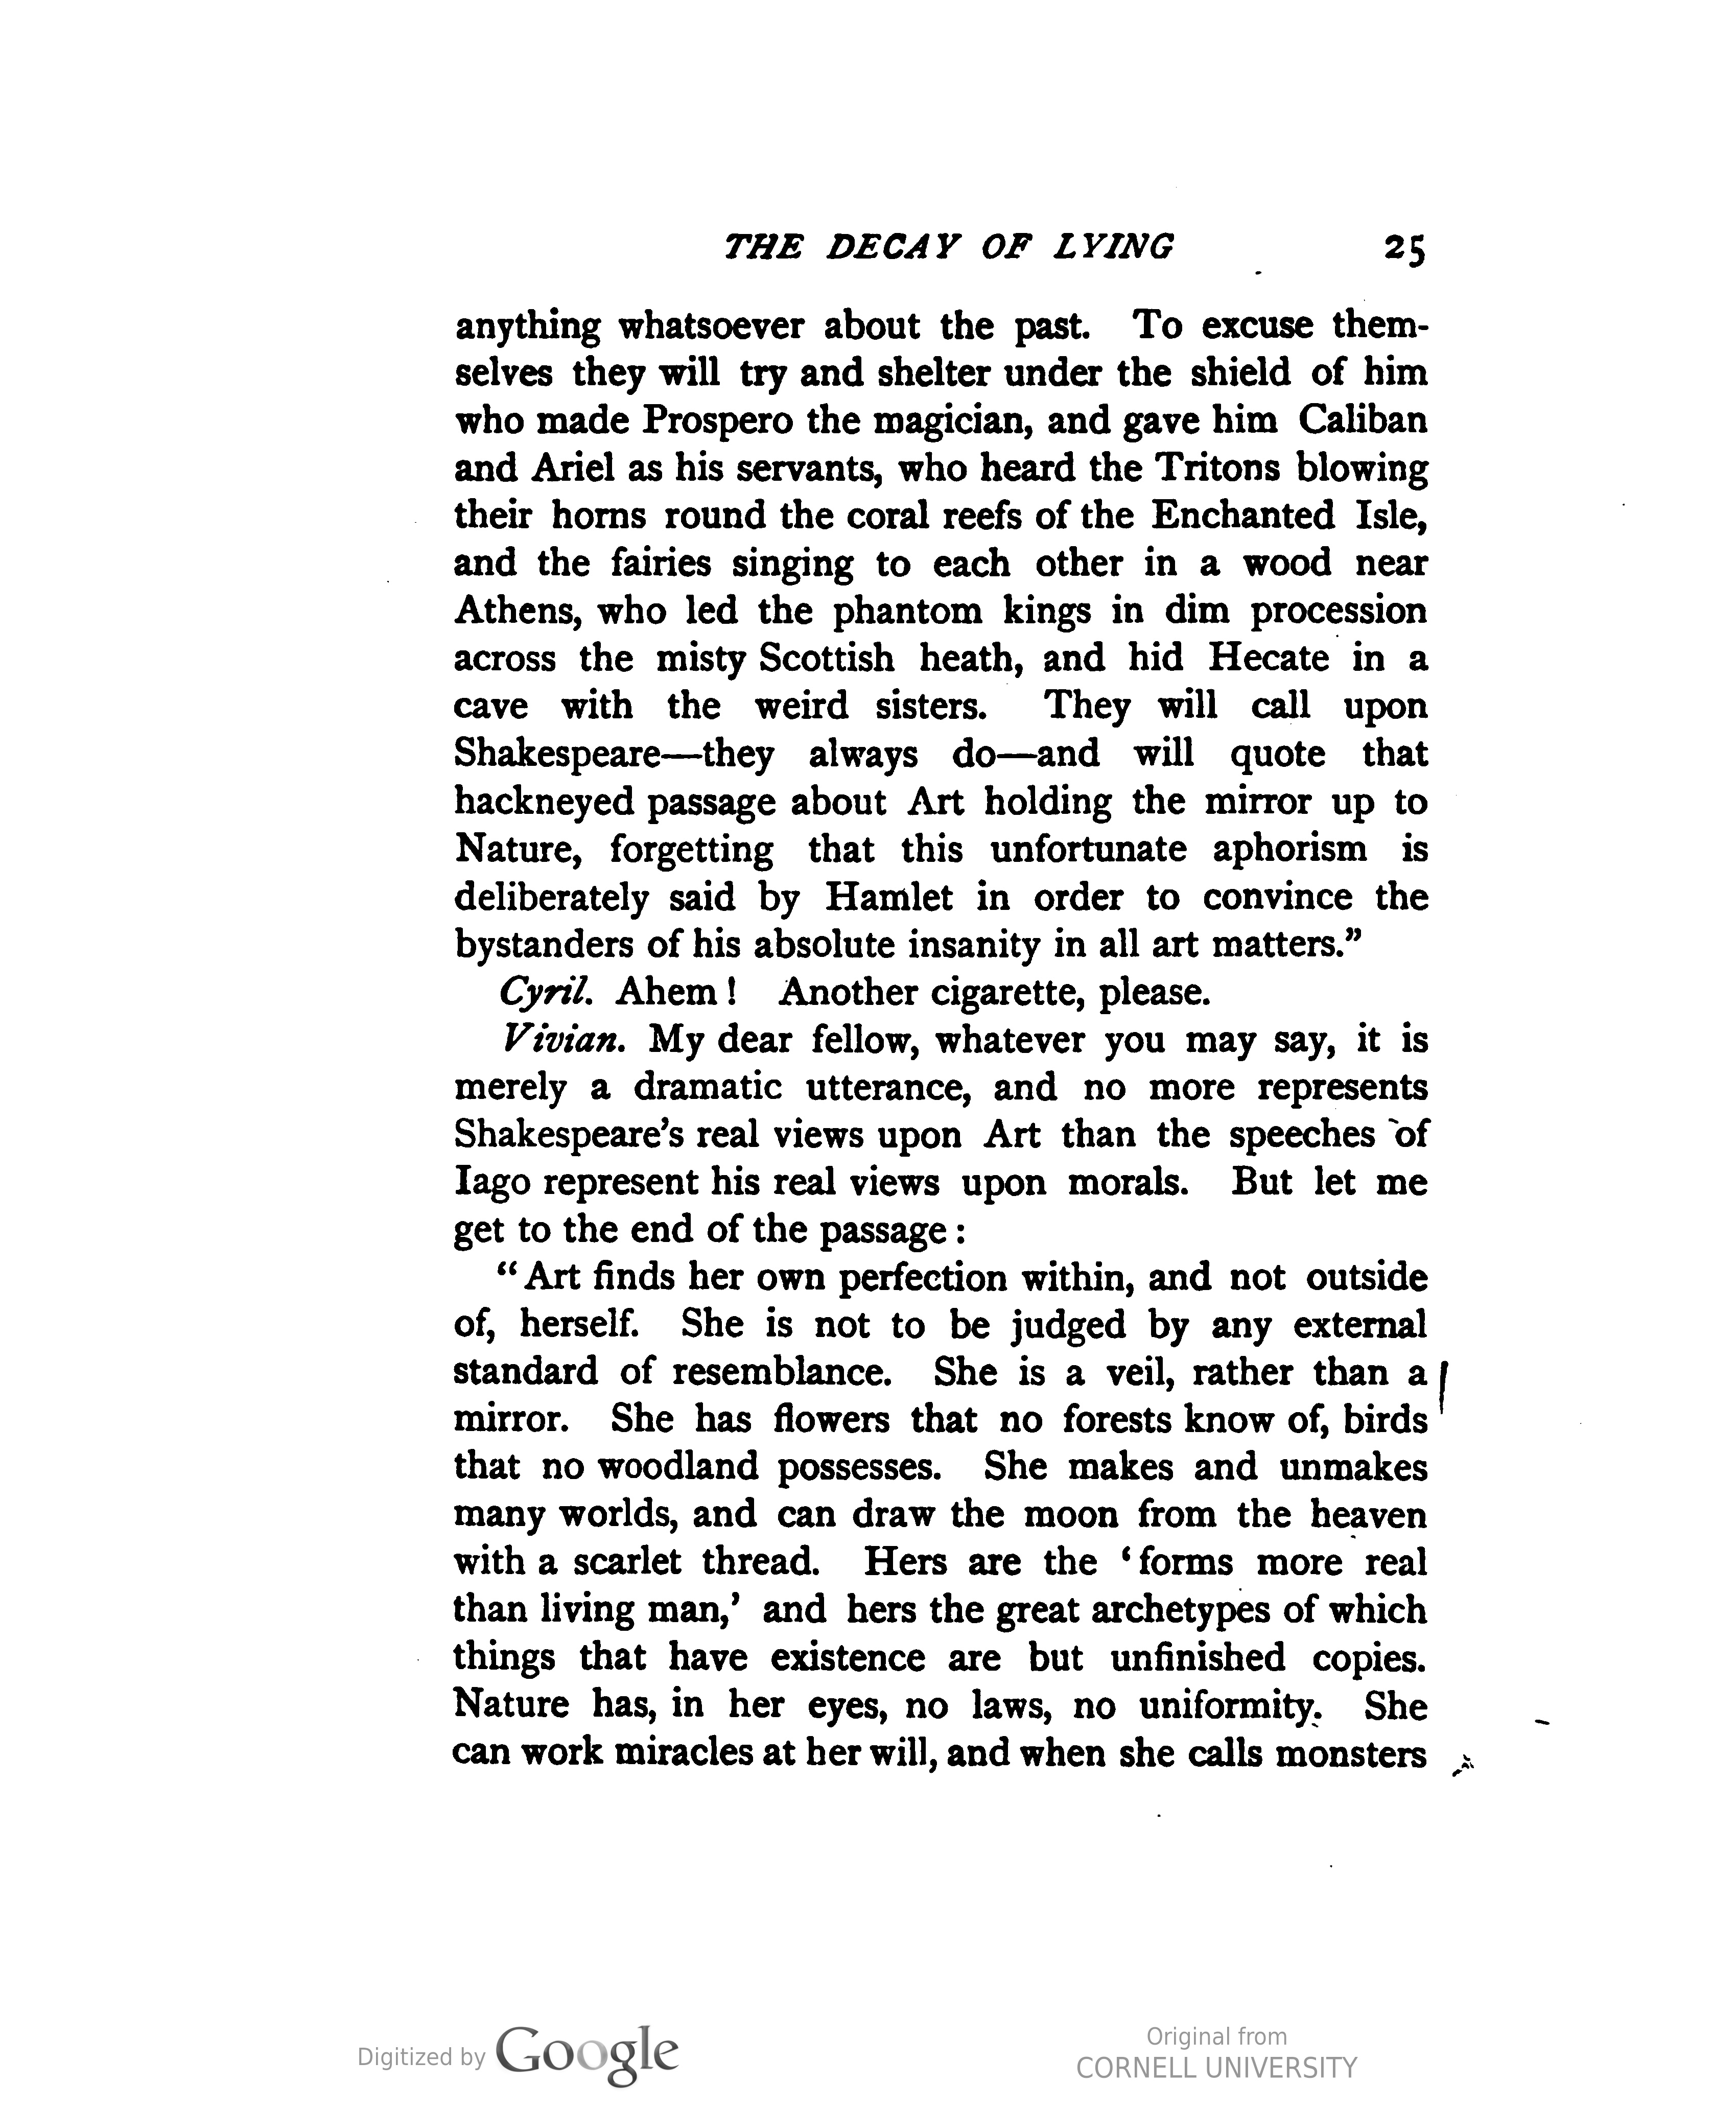 THE DECAY OF LYING 25
anything whatsoever about the past. To excuse them-
selves they will try and shelter under the shield of him
who made Prospero the magician, and gave him Caliban
and Ariel as his servants, who heard the Tritons blowing
their horns round the coral reefs of the Enchanted Isle,
and the fairies singing to each other in a wood near
Athens, who led the phantom kings in dim procession
across the misty Scottish heath, and hid Hecate in a
cave with the weird sisters. They will call upon
Shakespeare—they always do—and will quote that
hackneyed passage about Art holding the mirror up to
Nature, forgetting that this unfortunate aphorism is
deliberately said by Hamlet in order to convince the
bystanders of his absolute insanity in all art matters.”
Cyril. Ahem ! Another cigarette, please.
Vivian. My dear fellow, whatever you may say, it is
merely a dramatic utterance, and no more represents
Shakespeare’s real views upon Art than the speeches of
Iago represent his real views upon morals. But let me
get to the end of the passage :
“Art finds her own perfection within, and not outside
of, herself. She is not to be judged by any external
standard of resemblance. She is a veil, rather than a
mirror. She has flowers that no forests know of, birds
that no woodland possesses. She makes and unmakes
many worlds, and can draw the moon from the heaven
with a scarlet thread. Hers are the ‘forms more real
than living man,’ and hers the great archetypes of which
things that have existence are but unfinished copies.
Nature has, in her eyes, no laws, no uniformity. She
can work miracles at her will, and when she calls monsters
Digitized by Google
Original from
CORNELL UNIVERSITY